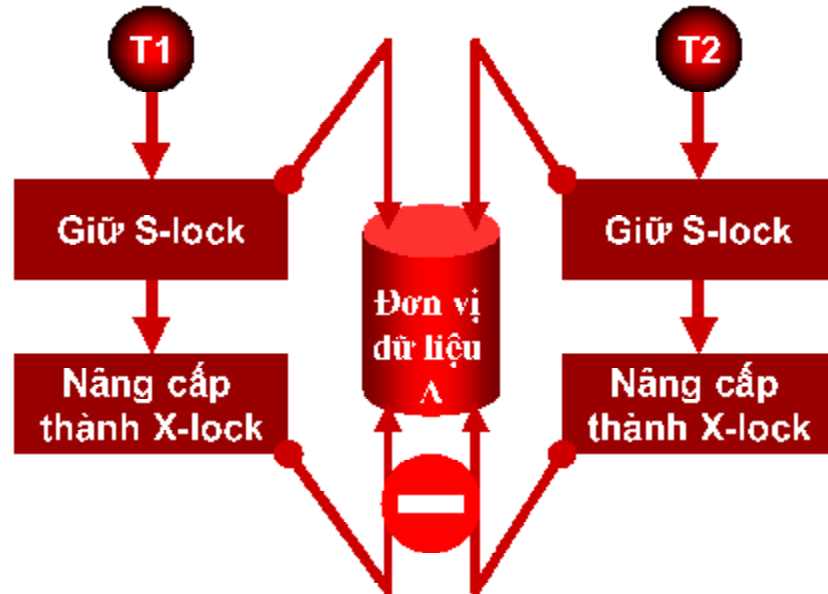 T1
T2
Giữ S-lock
Giữ S-lock
Đơn vị
dữ liệu
A
Nâng cấp
thành X-lock
Nâng cấp
thành X-lock